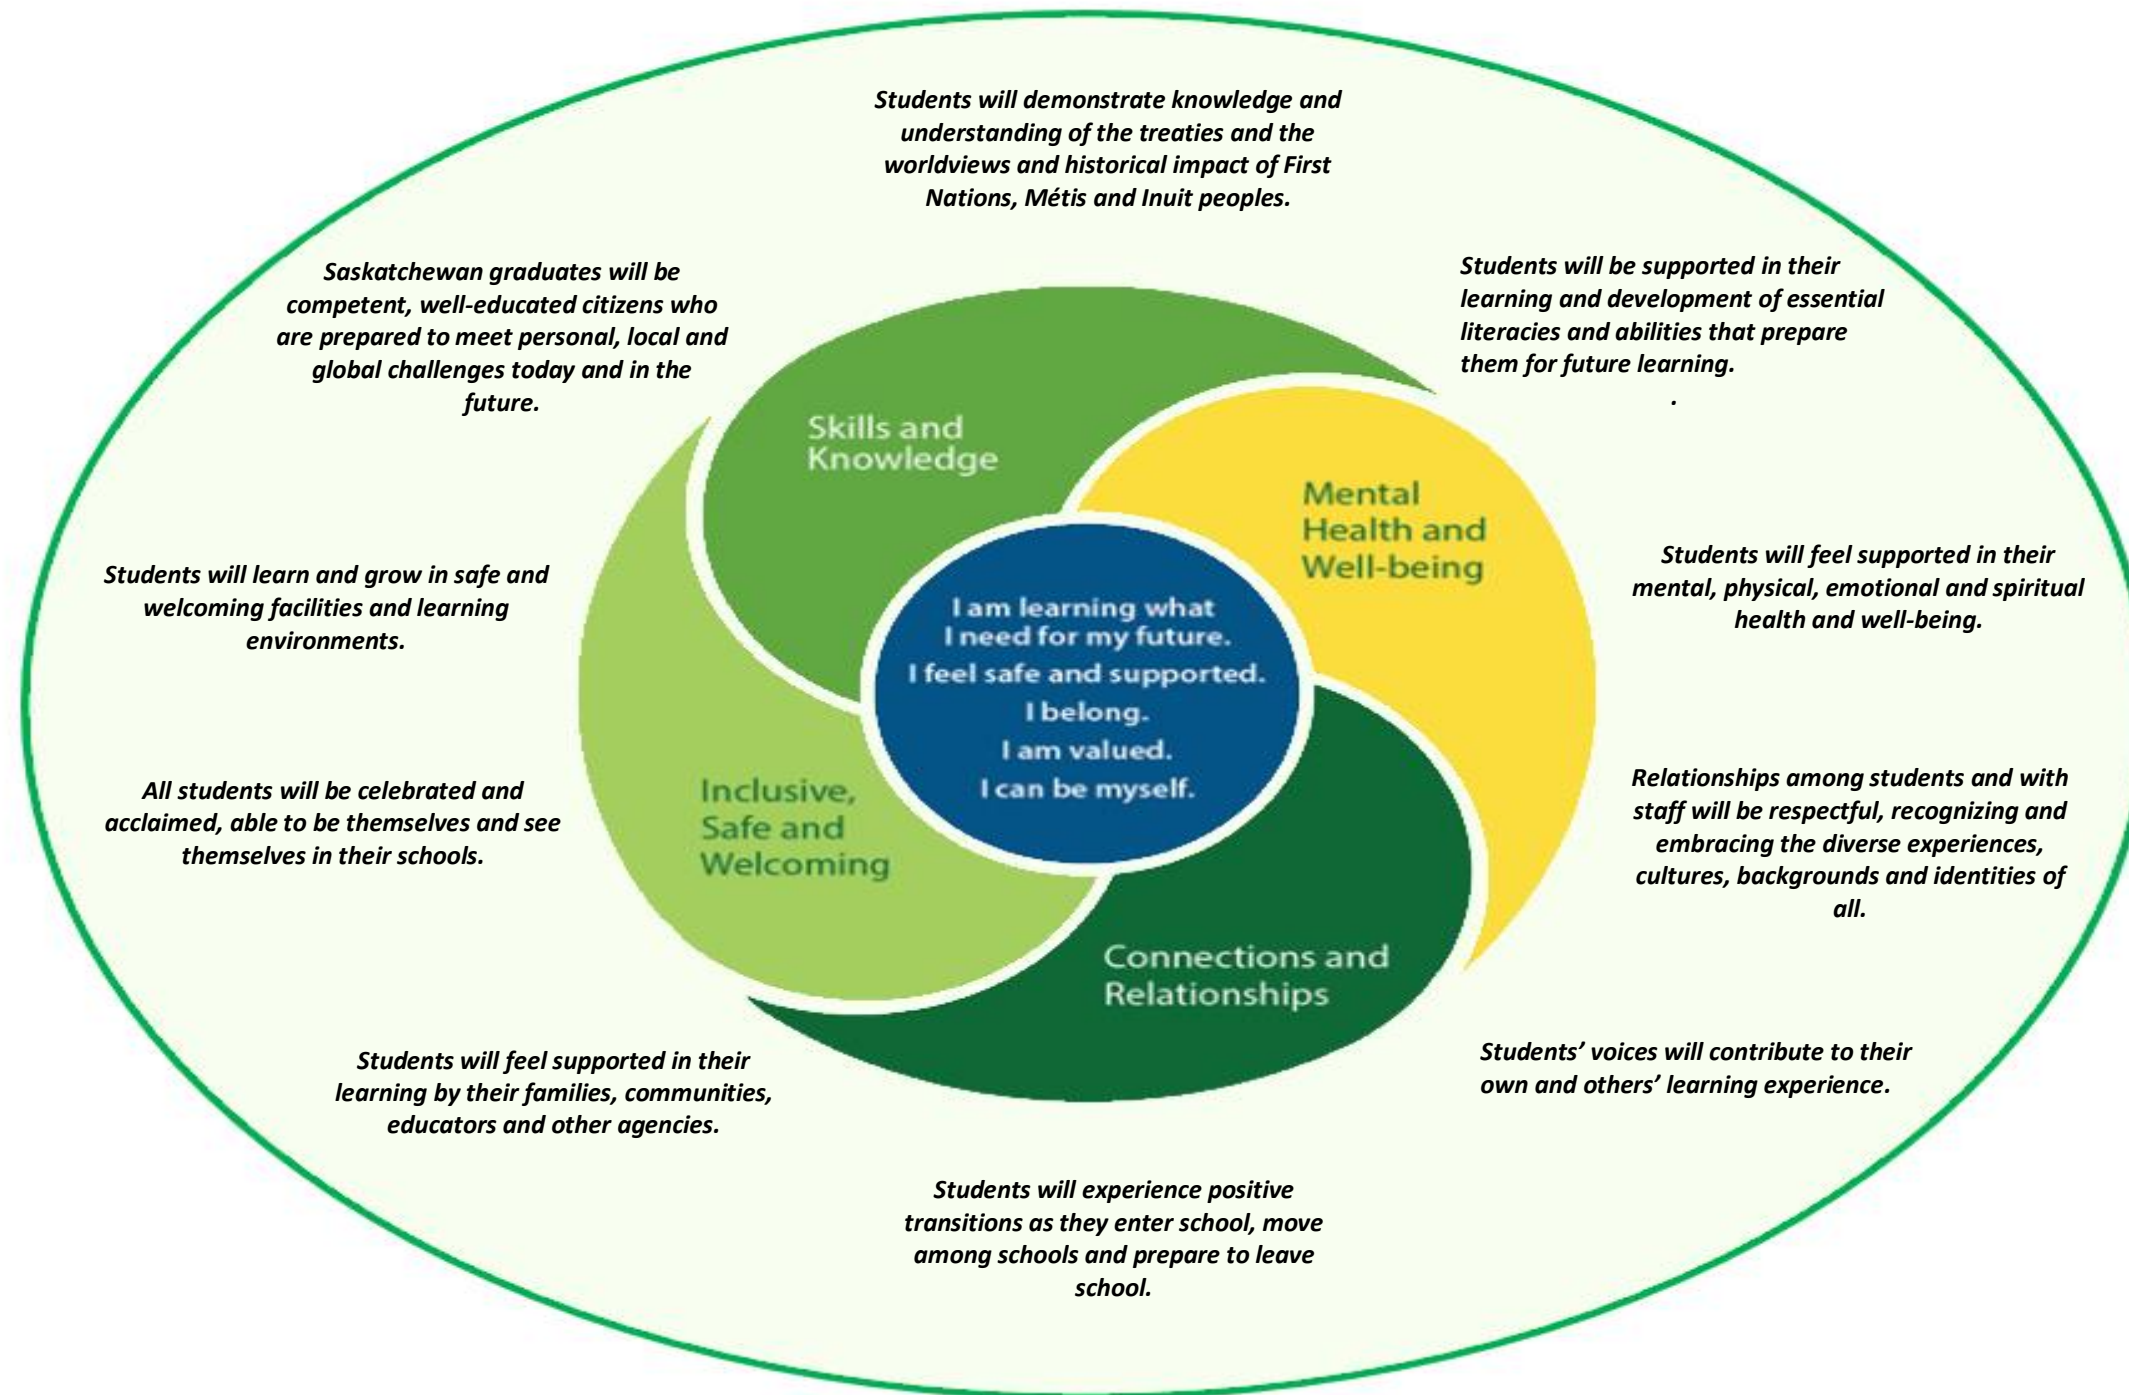 Students will demonstrate knowledge and
understanding of the treaties and the
worldviews and historical impact of First
Nations, Métis and Inuit peoples.
Saskatchewan graduates will be
competent, well-educated citizens who
are prepared to meet personal, local and
global challenges today and in the
future.
Students will be supported in their
learning and development of essential
literacies and abilities that prepare
them for future learning.
.
Skills and
Knowledge
Mental
Health and
Well-being
Students will learn and grow in safe and
welcoming facilities and learning
environments.
I am learning what
I need for my future.
I feel safe and supported.
I belong.
I am valued.
I can be myself.
Students will feel supported in their
mental, physical, emotional and spiritual
health and well-being.
All students will be celebrated and
acclaimed, able to be themselves and see
themselves in their schools.
Inclusive,
Safe and
Welcoming
Relationships among students and with
staff will be respectful, recognizing and
embracing the diverse experiences,
cultures, backgrounds and identities of
all.
Connections and
Relationships
Students will feel supported in their
learning by their families, communities,
educators and other agencies.
Students’ voices will contribute to their
own and others’ learning experience.
Students will experience positive
transitions as they enter school, move
among schools and prepare to leave
school.